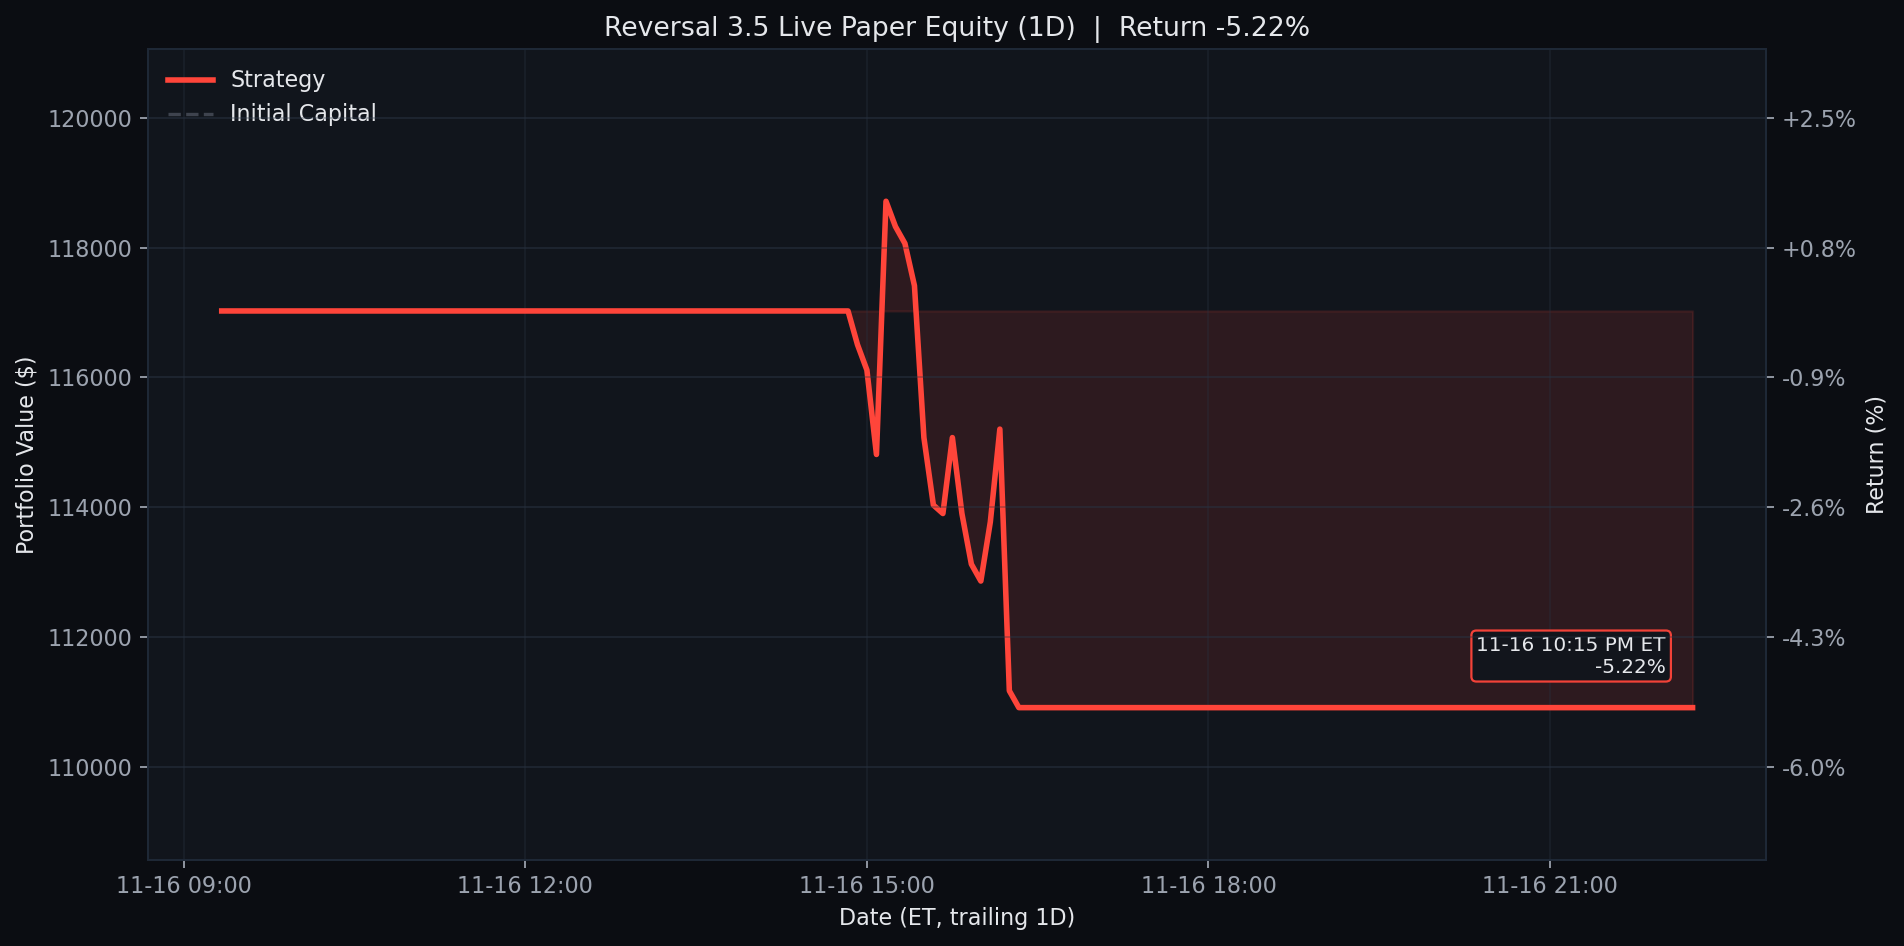 Reversal 3.5 Live Paper Equity (1D) | Return -5.22%
Strategy
Initial Capital
120000
118000
116000
114000
112000
110000
Portfolio Value ($)
+2.5%
+0.8%
-0.9%
-2.6%
-4.3%
-6.0%
Return (%)
11-16 10:15 PM ET
-5.22%
11-16 09:00
11-16 12:00
11-16 15:00
11-16 18:00
11-16 21:00
Date (ET, trailing 1D)